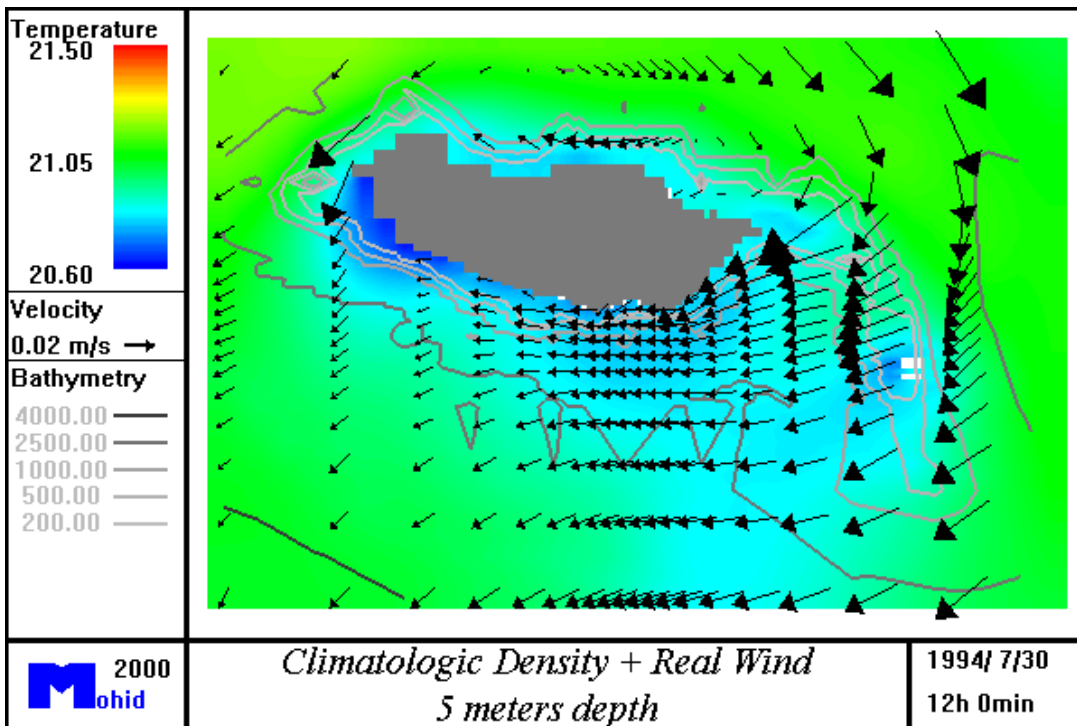 Temperature
21.50
21.05
20.60
Velocity
0.02 m/s
Bathymetry
4000.00
2500.00
1000.00
500.00
200.00
2000
Mohid
Climatologic Density + Real Wind
5 meters depth
1994/ 7/30
12h 0min